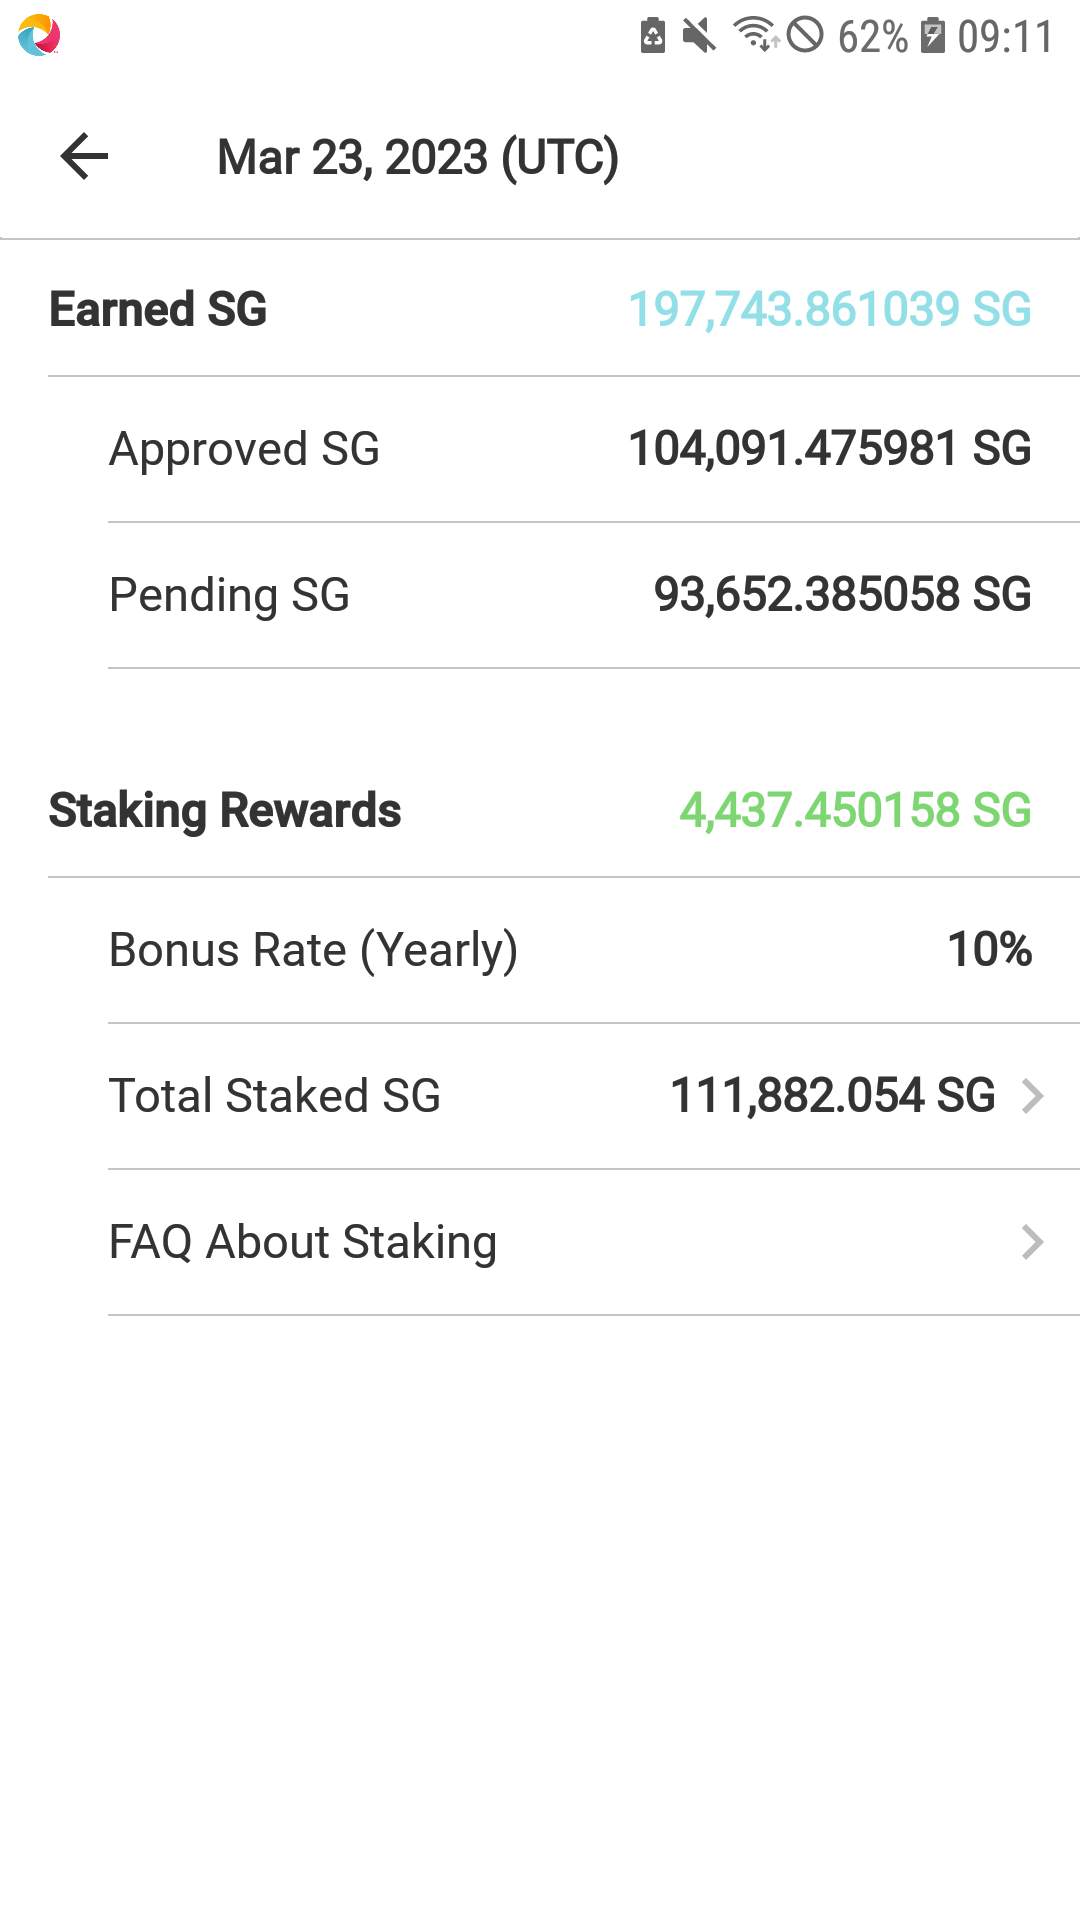 62% 09:11
Mar 23, 2023 (UTC)
Earned SG 197,743.861039 SG
Approved SG 104,091.475981 SG
Pending SG 93,652.385058 SG
Staking Rewards 4,437.450158 SG
Bonus Rate (Yearly) 10%
Total Staked SG 111,882.054 SG
FAQ About Staking